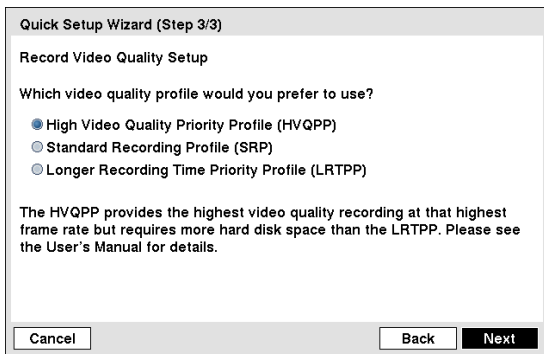 Quick Setup Wizard (Step 3/3)
Record Video Quality Setup
Which video quality profile would you prefer to use?
High Video Quality Priority Profile (HVQPP)
Standard Recording Profile (SRP)
Longer Recording Time Priority Profile (LRTPP)
The HVQPP provides the highest video quality recording at that highest
frame rate but requires more hard disk space than the LRTPP. Please see
the User's Manual for details.
Cancel Back Next